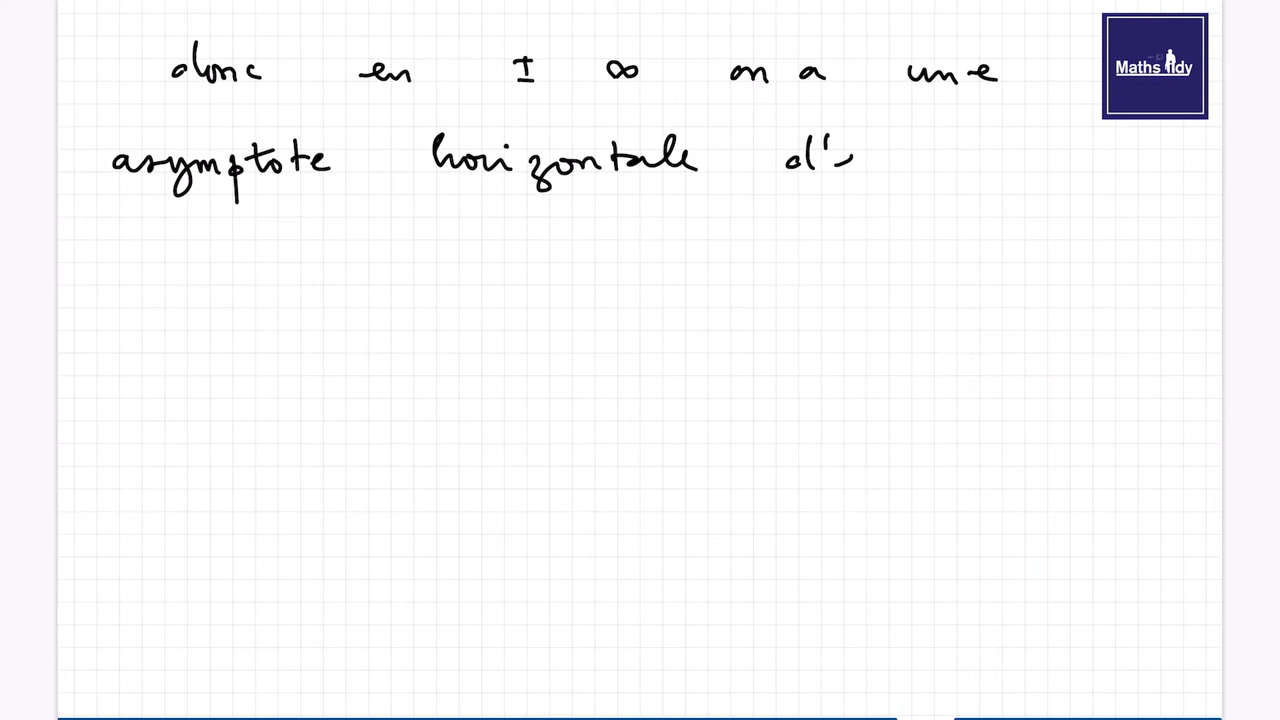 donc en ± ∞ on a une
asymptote horizontale d'